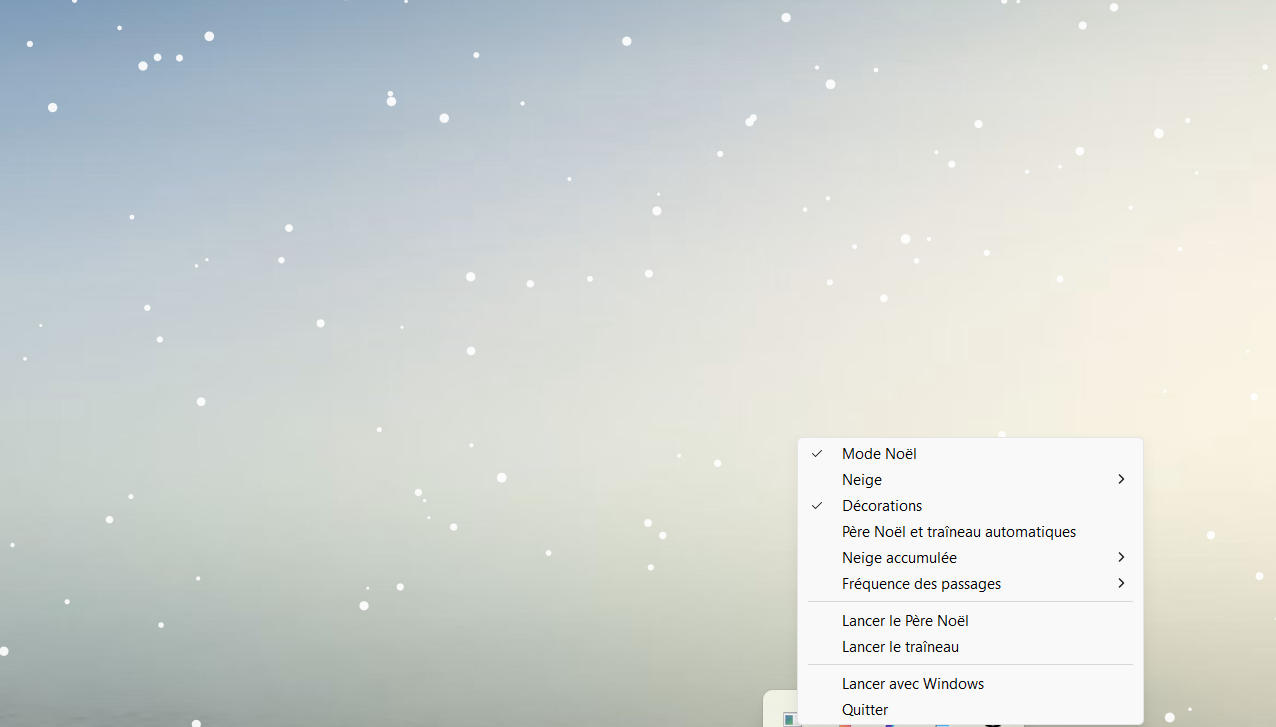 Mode Noël
Neige
Décorations
Père Noël et traîneau automatiques
Neige accumulée
Fréquence des passages
Lancer le Père Noël
Lancer le traîneau
Lancer avec Windows
Quitter